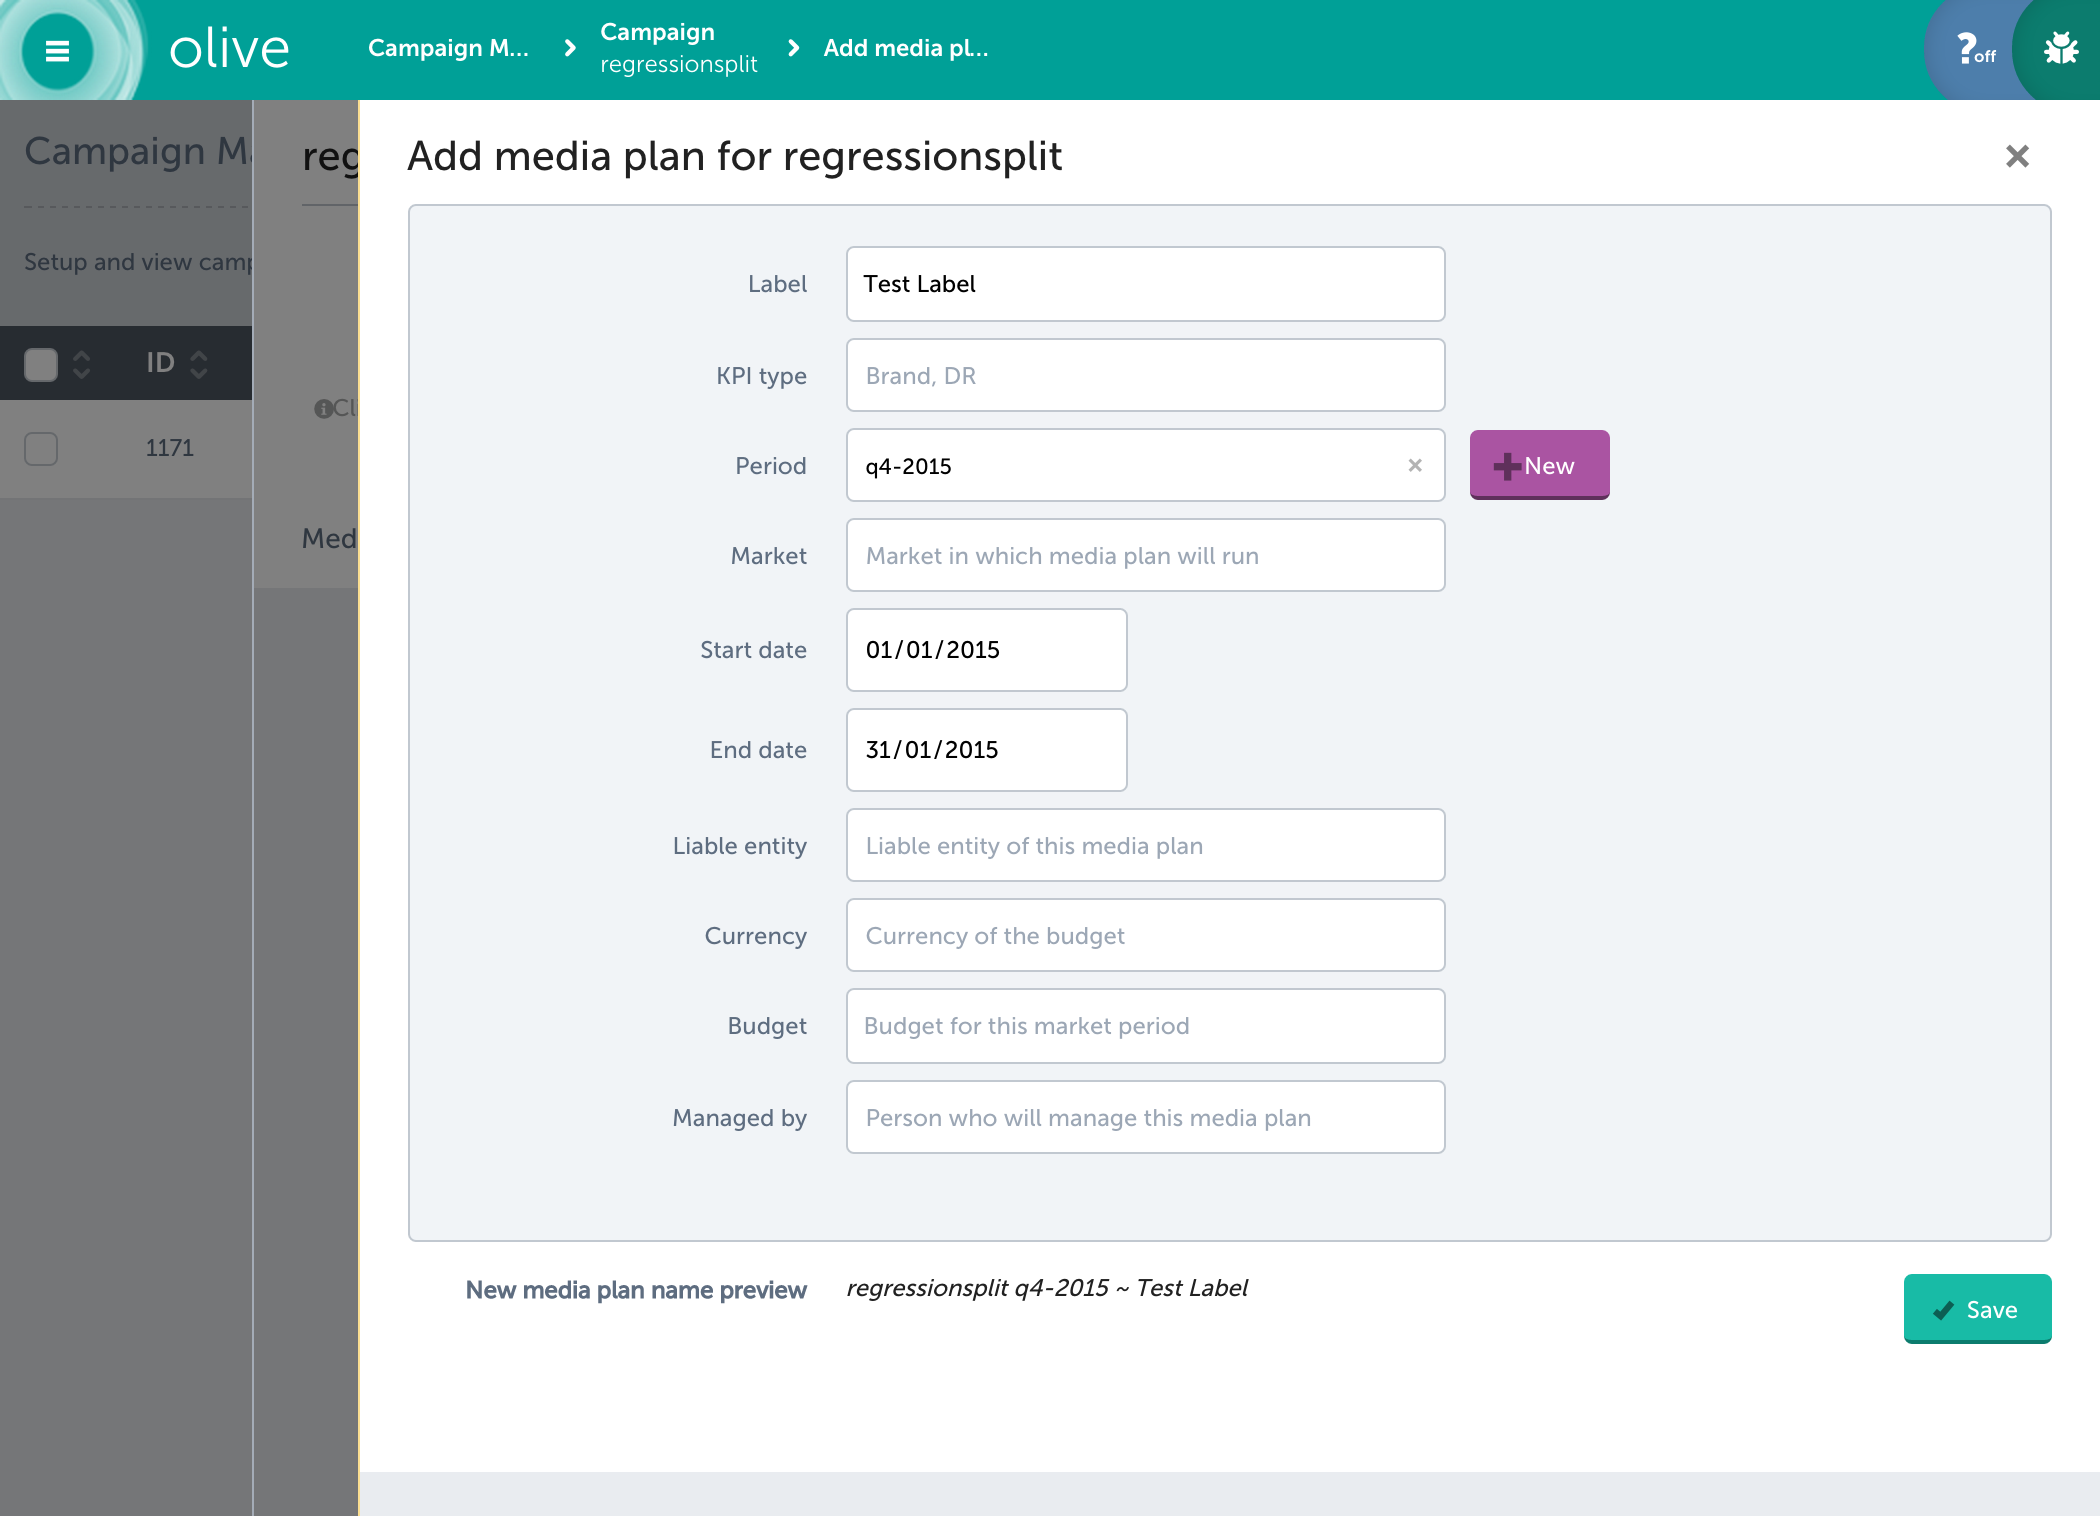 olive
Campaign M...
Campaign
regressionsplit
Add media pl...
?off
Campaign M
Setup and view camp
ID
1171
reg
Cl
Med
Add media plan for regressionsplit
Label
Test Label
KPI type
Brand, DR
Period
q4-2015
New
Market
Market in which media plan will run
Start date
01/01/2015
End date
31/01/2015
Liable entity
Liable entity of this media plan
Currency
Currency of the budget
Budget
Budget for this market period
Managed by
Person who will manage this media plan
New media plan name preview
regressionsplit q4-2015 ~ Test Label
Save